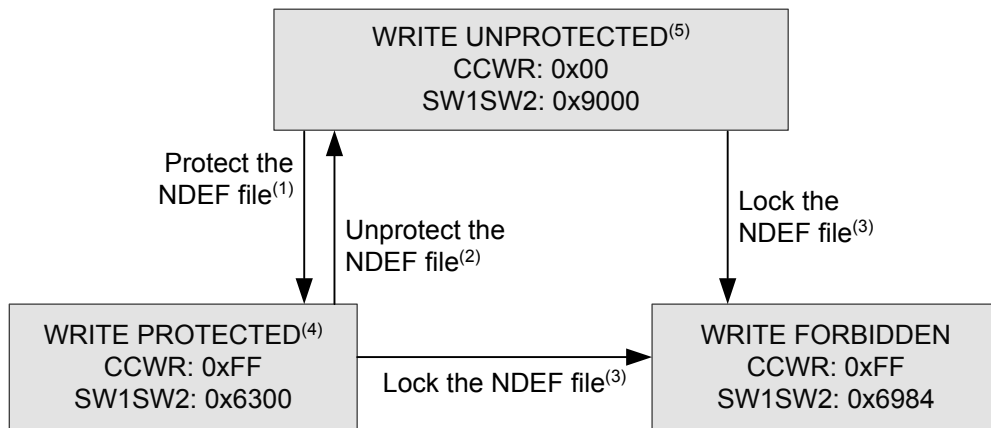 WRITE UNPROTECTED(5)
CCWR: 0x00
SW1SW2: 0x9000
Protect the
NDEF file(1)
Unprotect the
NDEF file(2)
Lock the
NDEF file(3)
WRITE PROTECTED(4)
CCWR: 0xFF
SW1SW2: 0x6300
Lock the NDEF file(3)
WRITE FORBIDDEN
CCWR: 0xFF
SW1SW2: 0x6984